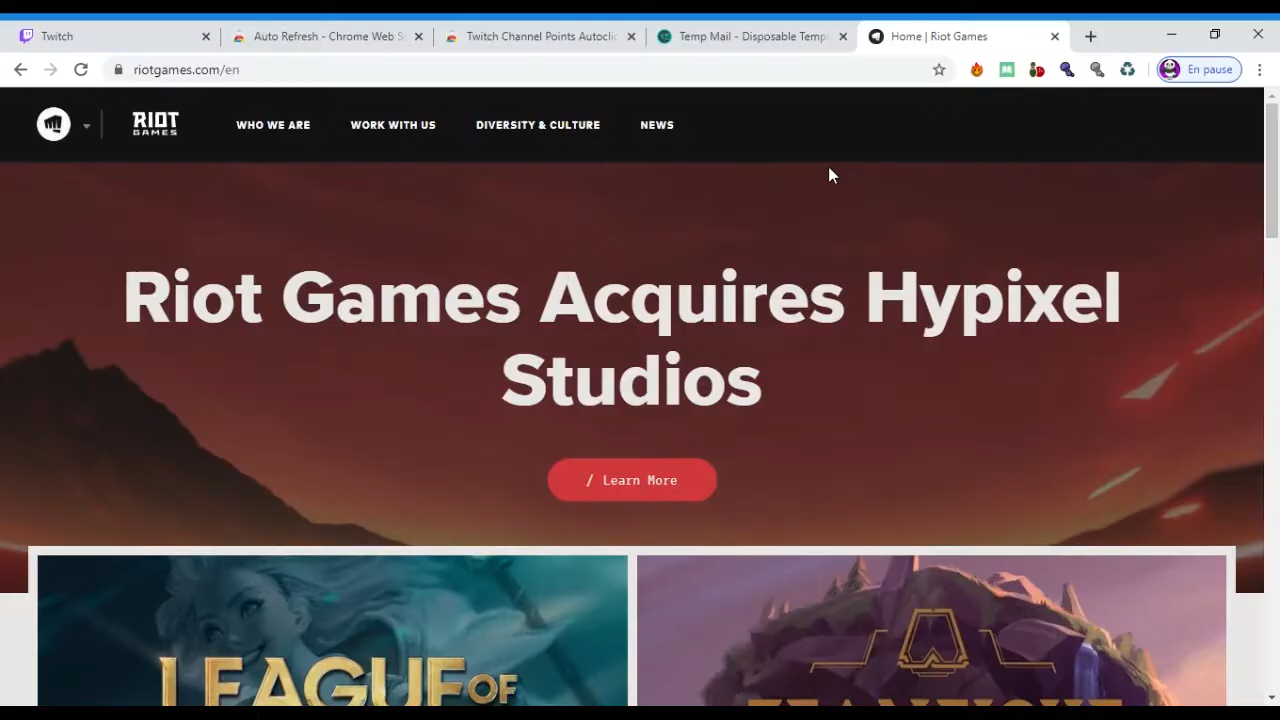 Twitch
Auto Refresh - Chrome Web S
Twitch Channel Points Autoclic
Temp Mail - Disposable Temp
Home | Riot Games
riotgames.com/en
En pause
RIOT
GAMES
WHO WE ARE
WORK WITH US
DIVERSITY & CULTURE
NEWS
Riot Games Acquires Hypixel
Studios
/ Learn More
LEAGUE OF